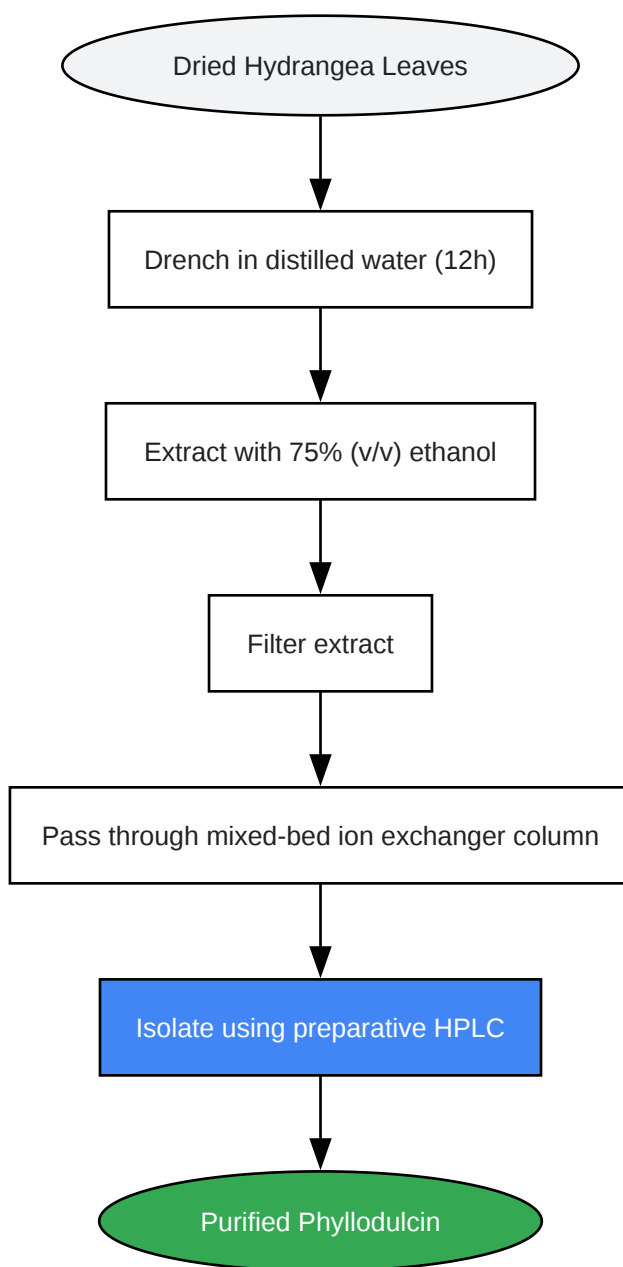 Dried Hydrangea Leaves
Drench in distilled water (12h)
Extract with 75% (v/v) ethanol
Filter extract
Pass through mixed-bed ion exchanger column
Isolate using preparative HPLC
Purified Phyllodulcin